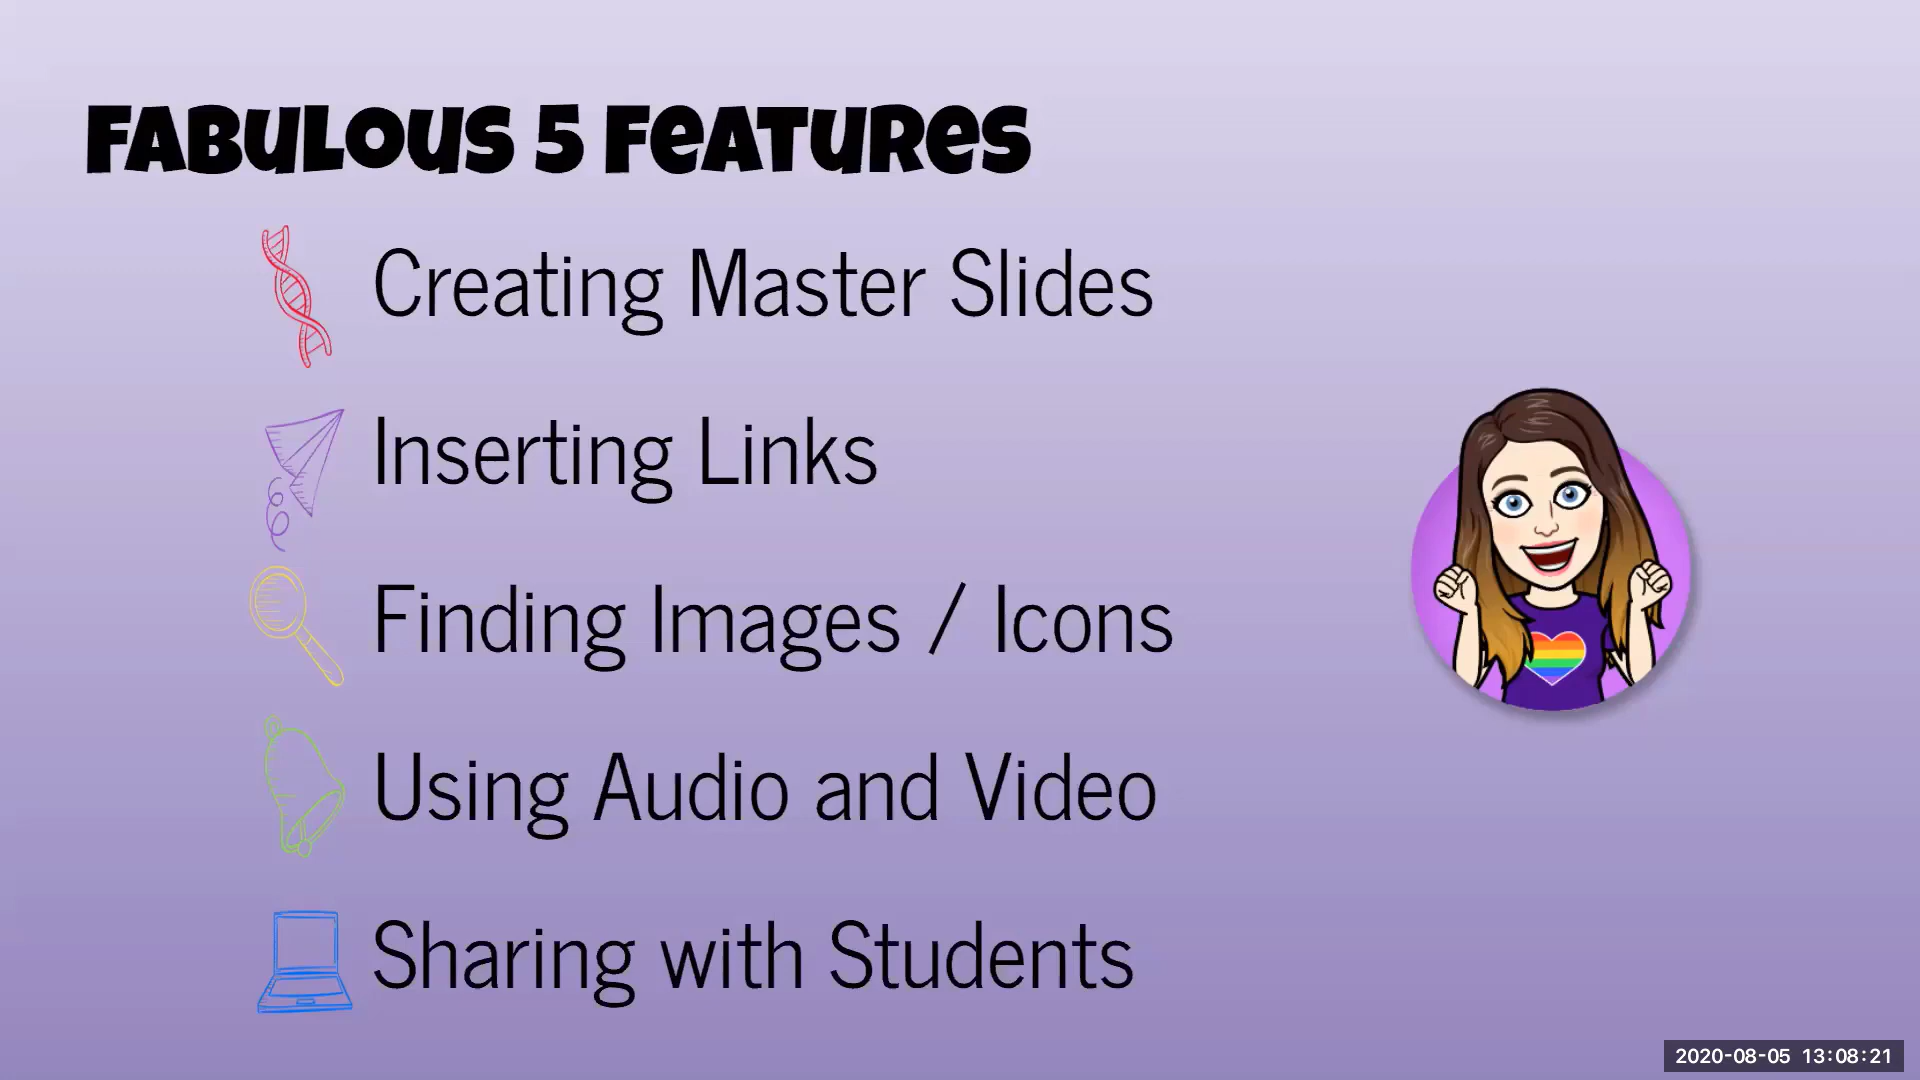 Fabulous 5 Features
Creating Master Slides
Inserting Links
Finding Images / Icons
Using Audio and Video
Sharing with Students
2020-08-05 13:08:21